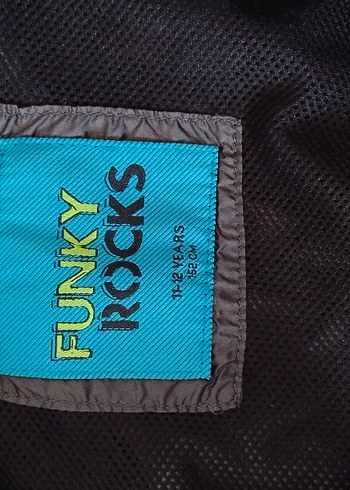 FUNKY
ROCKS
11-12 YEARS
152 CM